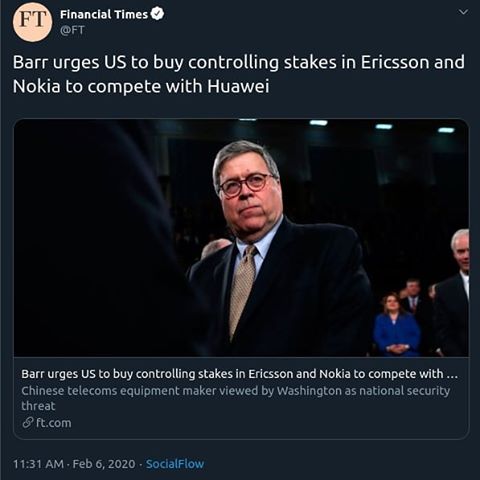 FT
Financial Times
@FT
Barr urges US to buy controlling stakes in Ericsson and
Nokia to compete with Huawei
Barr urges US to buy controlling stakes in Ericsson and Nokia to compete with ...
Chinese telecoms equipment maker viewed by Washington as national security
threat
ft.com
11:31 AM · Feb 6, 2020 · SocialFlow